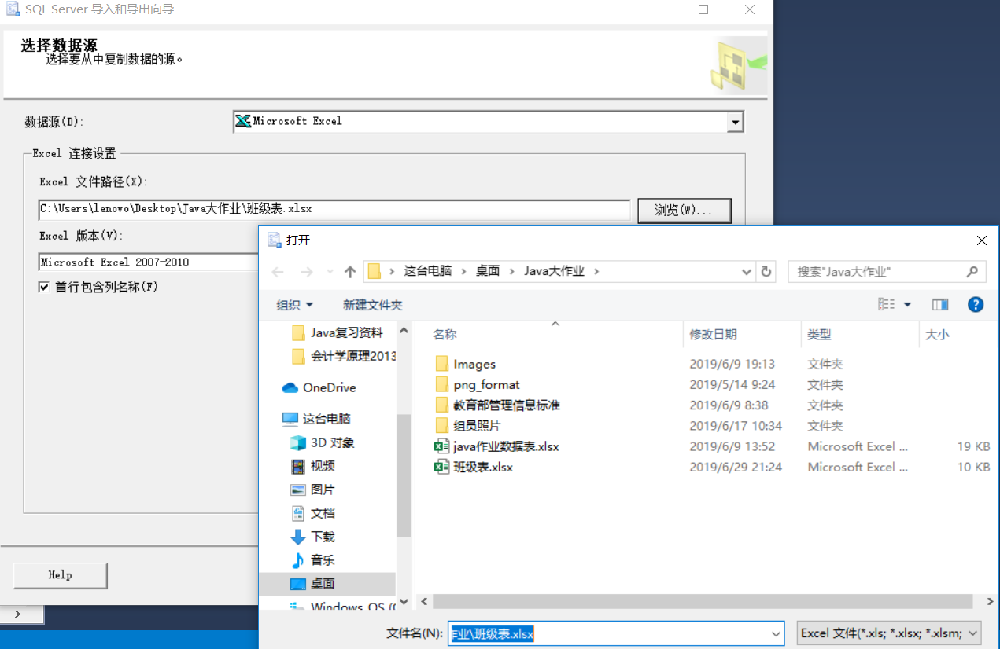 SQL Server 导入和导出向导
选择数据源
选择要从中复制数据的源。
数据源(D):
Microsoft Excel
Excel 连接设置
Excel 文件路径(X):
C:\Users\lenovo\Desktop\Java大作业\班级表.xlsx
浏览(W)...
Excel 版本(V):
Microsoft Excel 2007-2010
首行包含列名称(F)
Help
打开
这台电脑 > 桌面 > Java大作业 >
搜索"Java大作业"
组织
新建文件夹
Java复习资料
会计学原理2013
OneDrive
这台电脑
3D 对象
视频
图片
文档
下载
音乐
桌面
Windows OS (
名称 修改日期 类型 大小
Images 2019/6/9 19:13 文件夹
png_format 2019/5/14 9:24 文件夹
教育部管理信息标准 2019/6/9 8:38 文件夹
组员照片 2019/6/17 10:34 文件夹
java作业数据表.xlsx 2019/6/9 13:52 Microsoft Excel ... 19 KB
班级表.xlsx 2019/6/29 21:24 Microsoft Excel ... 10 KB
文件名(N):
作业\班级表.xlsx
Excel 文件(*.xls; *.xlsx; *.xlsm;